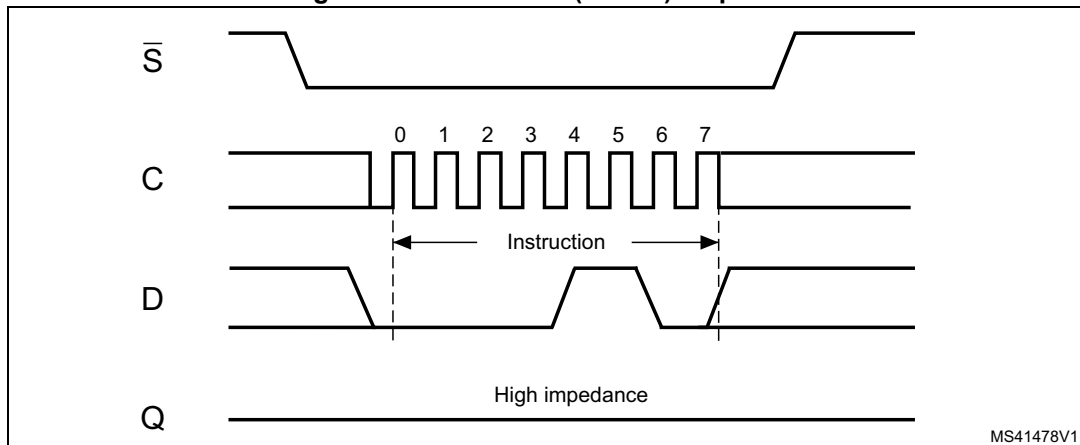 S̅
0 1 2 3 4 5 6 7
C
Instruction
D
High impedance
Q
MS41478V1